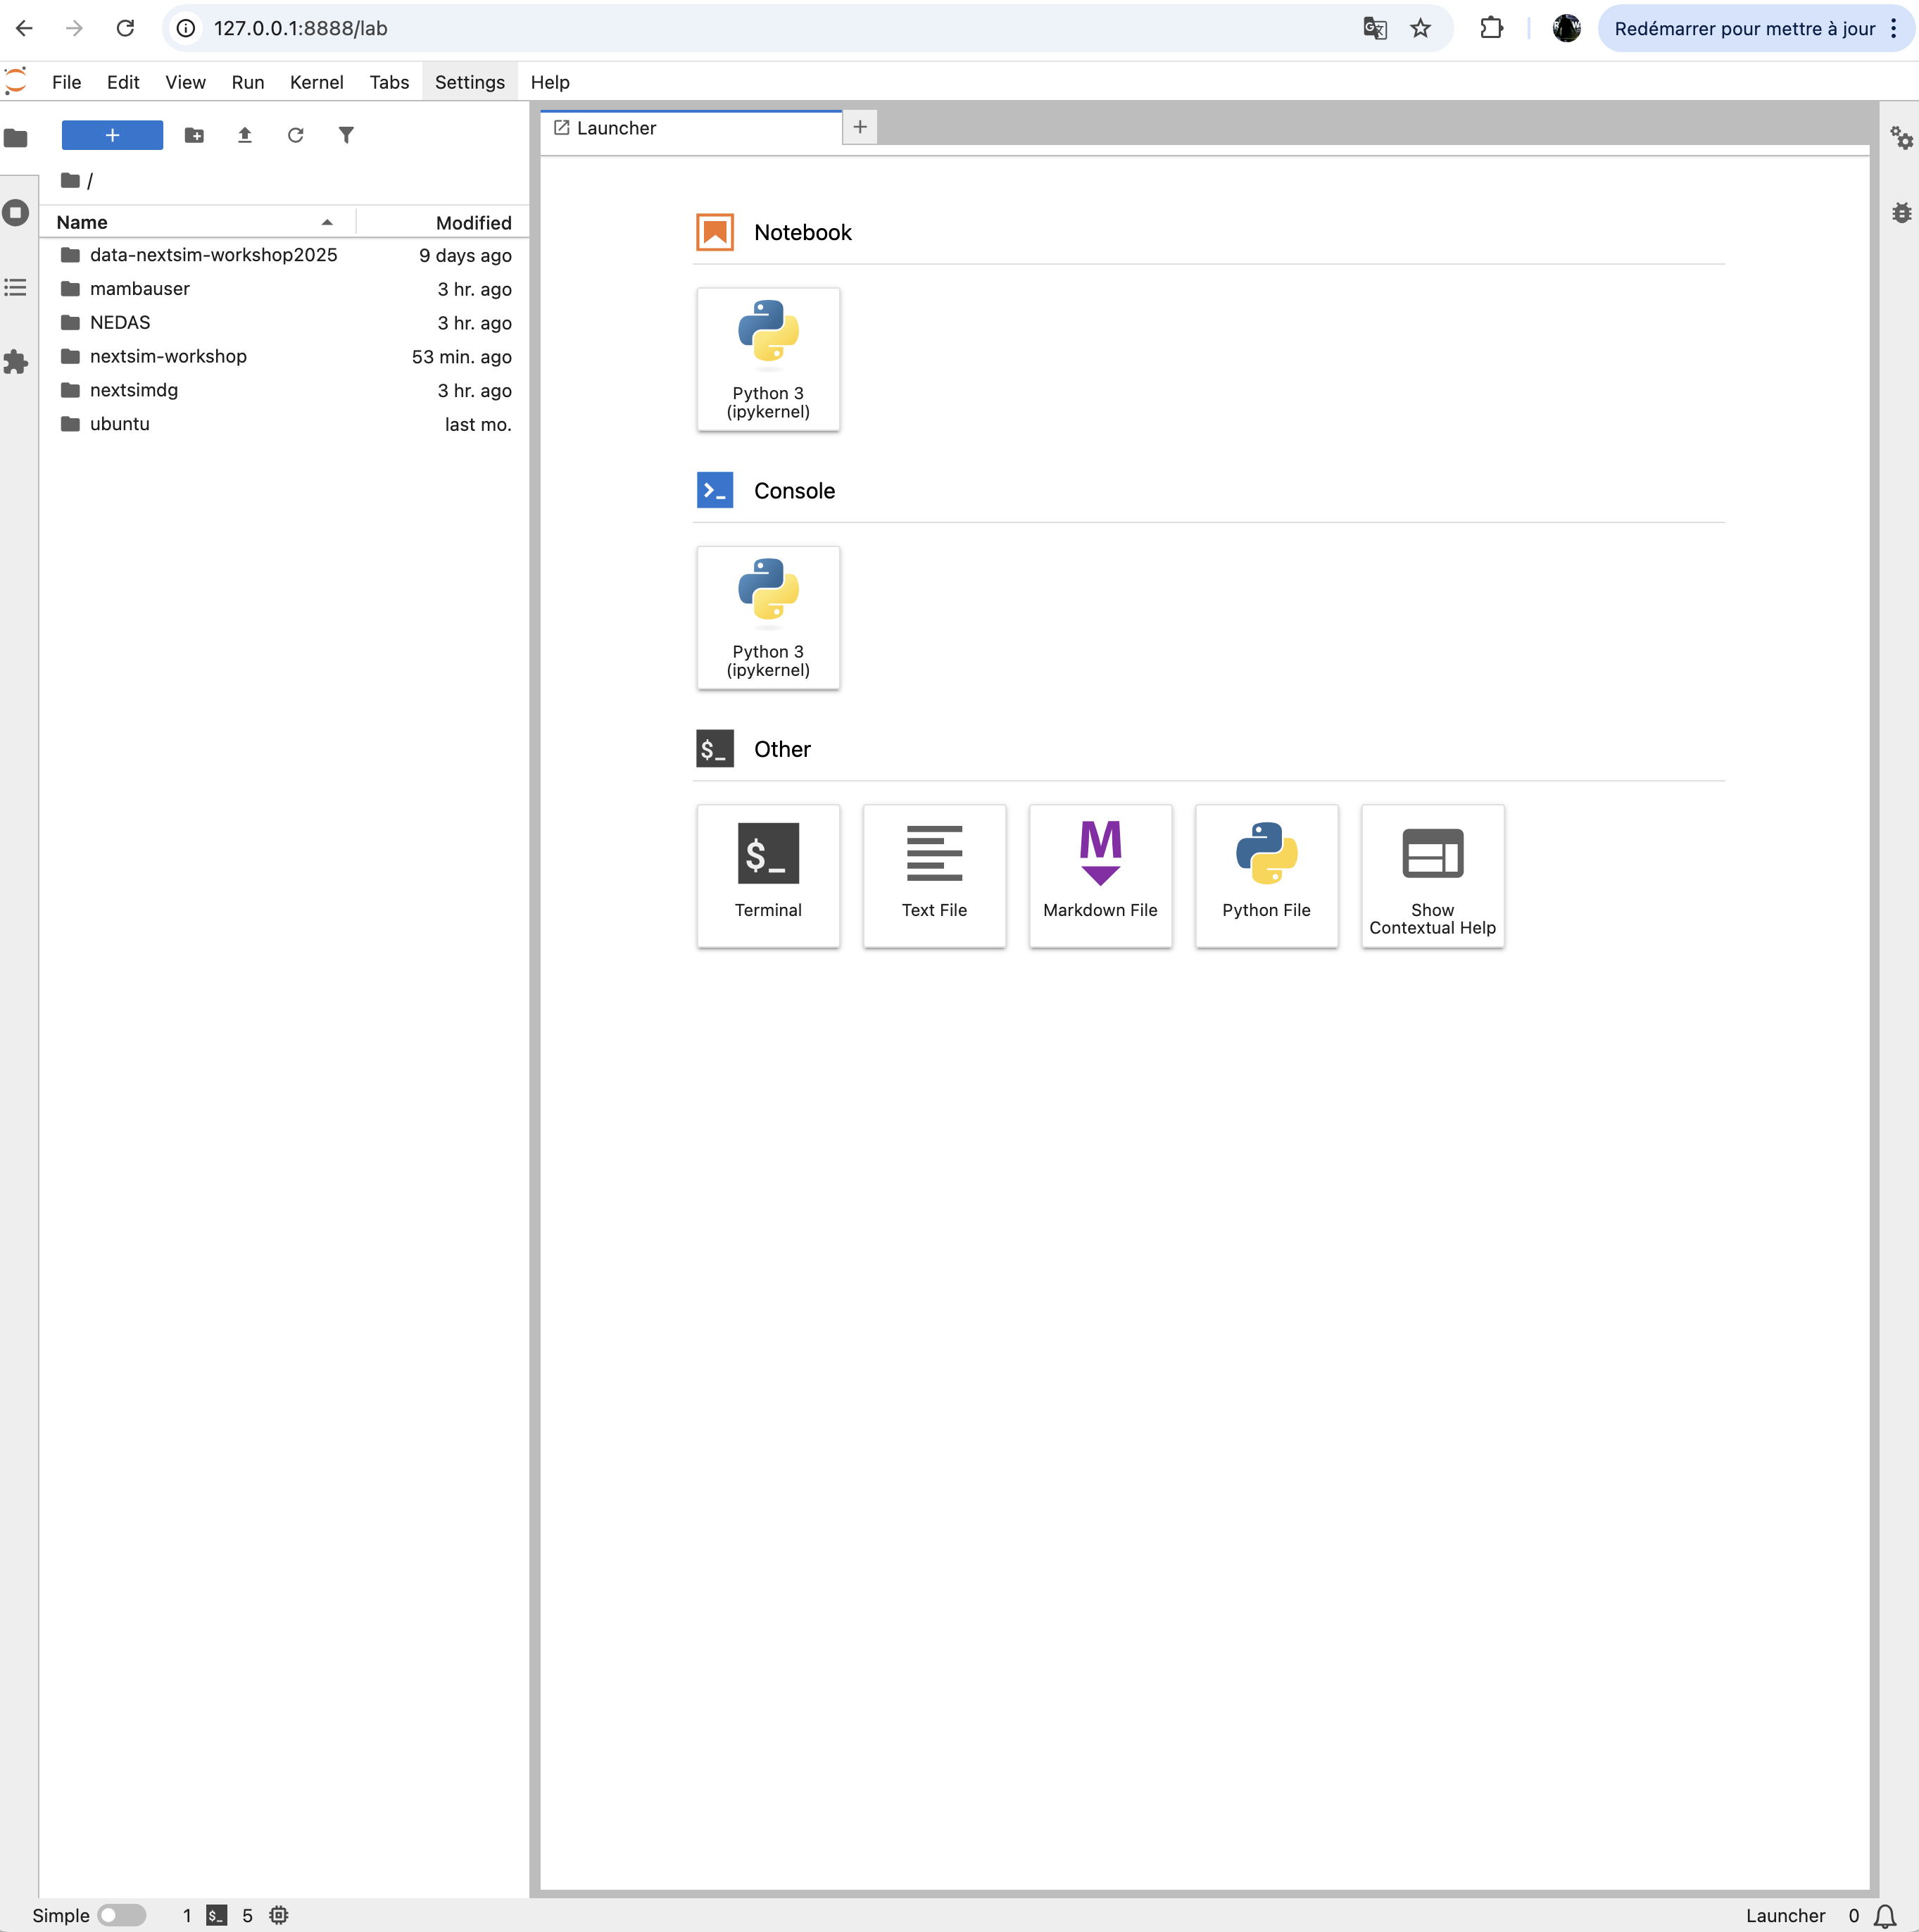 127.0.0.1:8888/lab
Redémarrer pour mettre à jour
File Edit View Run Kernel Tabs Settings Help
+
Launcher
+
/
Name Modified
data-nextsim-workshop2025 9 days ago
mambauser 3 hr. ago
NEDAS 3 hr. ago
nextsim-workshop 53 min. ago
nextsimdg 3 hr. ago
ubuntu last mo.
Notebook
Python 3
(ipykernel)
Console
Python 3
(ipykernel)
$_ Other
$_
Terminal
Text File
M
Markdown File
Python File
Show
Contextual Help
Simple 1 $_ 5 Launcher 0